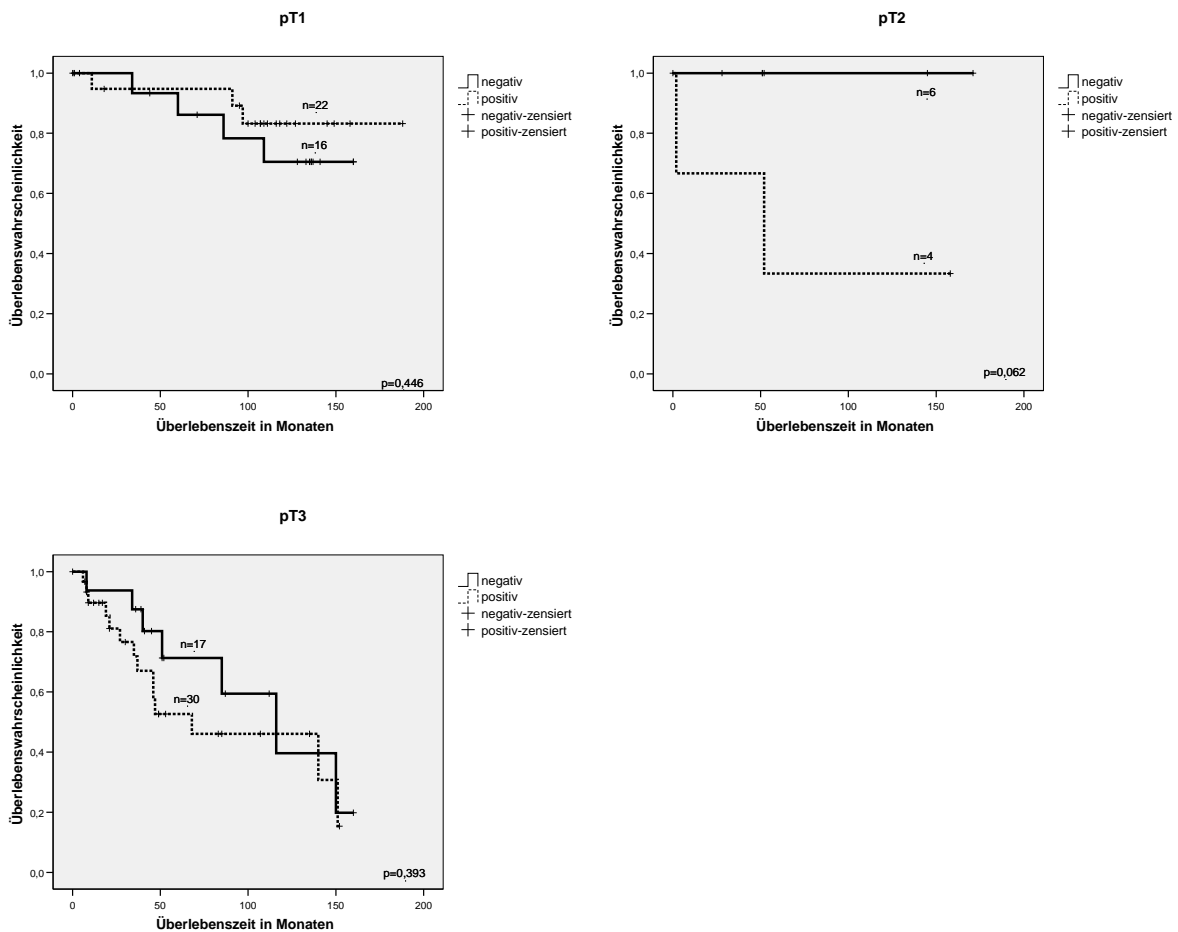 pT1
Überlebenswahrscheinlichkeit
1,0
0,8
0,6
0,4
0,2
0,0
n=22
n=16
p=0,446
0 50 100 150 200
Überlebenszeit in Monaten
negativ
positiv
negativ-zensiert
positiv-zensiert
pT2
Überlebenswahrscheinlichkeit
1,0
0,8
0,6
0,4
0,2
0,0
n=6
n=4
p=0,062
0 50 100 150 200
Überlebenszeit in Monaten
negativ
positiv
negativ-zensiert
positiv-zensiert
pT3
Überlebenswahrscheinlichkeit
1,0
0,8
0,6
0,4
0,2
0,0
n=17
n=30
p=0,393
0 50 100 150 200
Überlebenszeit in Monaten
negativ
positiv
negativ-zensiert
positiv-zensiert